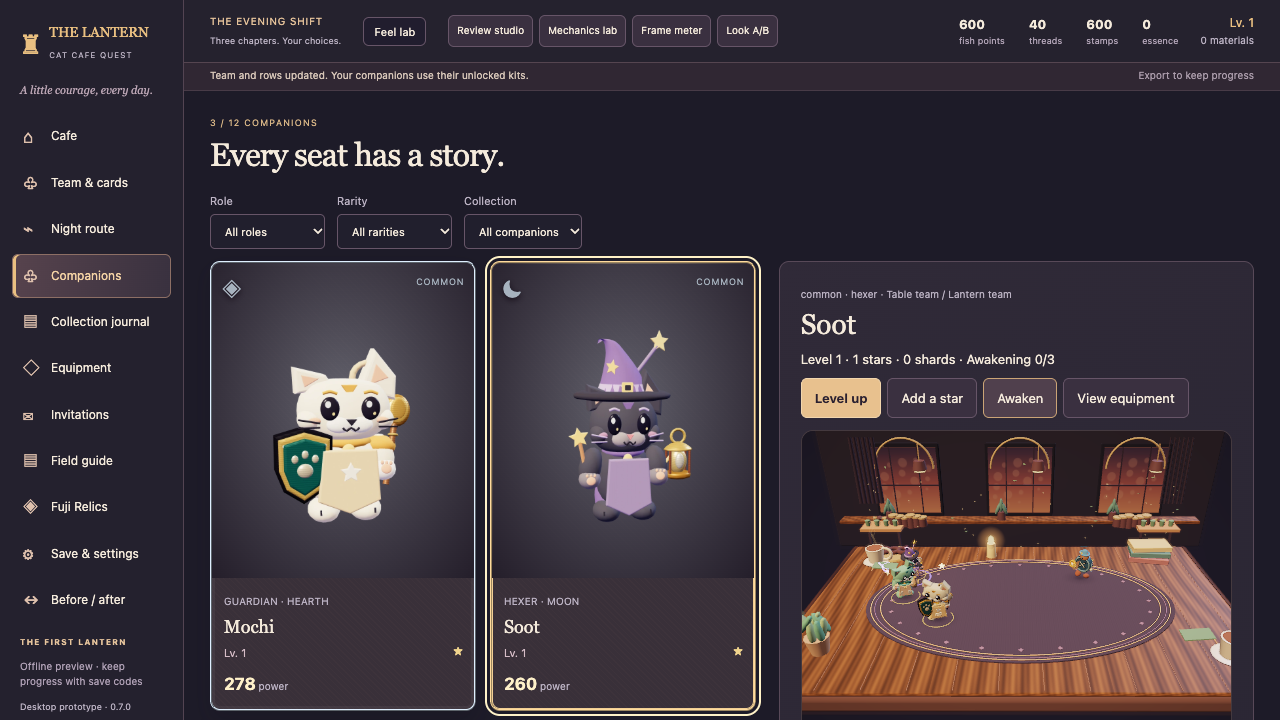 THE LANTERN
CAT CAFE QUEST
A little courage, every day.
Cafe
Team & cards
Night route
Companions
Collection journal
Equipment
Invitations
Field guide
Fuji Relics
Save & settings
Before / after
THE FIRST LANTERN
Offline preview · keep
progress with save codes
Desktop prototype · 0.7.0
THE EVENING SHIFT
Three chapters. Your choices.
Feel lab
Review studio
Mechanics lab
Frame meter
Look A/B
600
fish points
40
threads
600
stamps
0
essence
Lv. 1
0 materials
Team and rows updated. Your companions use their unlocked kits.
Export to keep progress
3 / 12 COMPANIONS
Every seat has a story.
Role
Rarity
Collection
All roles
All rarities
All companions
COMMON
GUARDIAN · HEARTH
Mochi
Lv. 1
278 power
COMMON
HEXER · MOON
Soot
Lv. 1
260 power
common · hexer · Table team / Lantern team
Soot
Level 1 · 1 stars · 0 shards · Awakening 0/3
Level up
Add a star
Awaken
View equipment